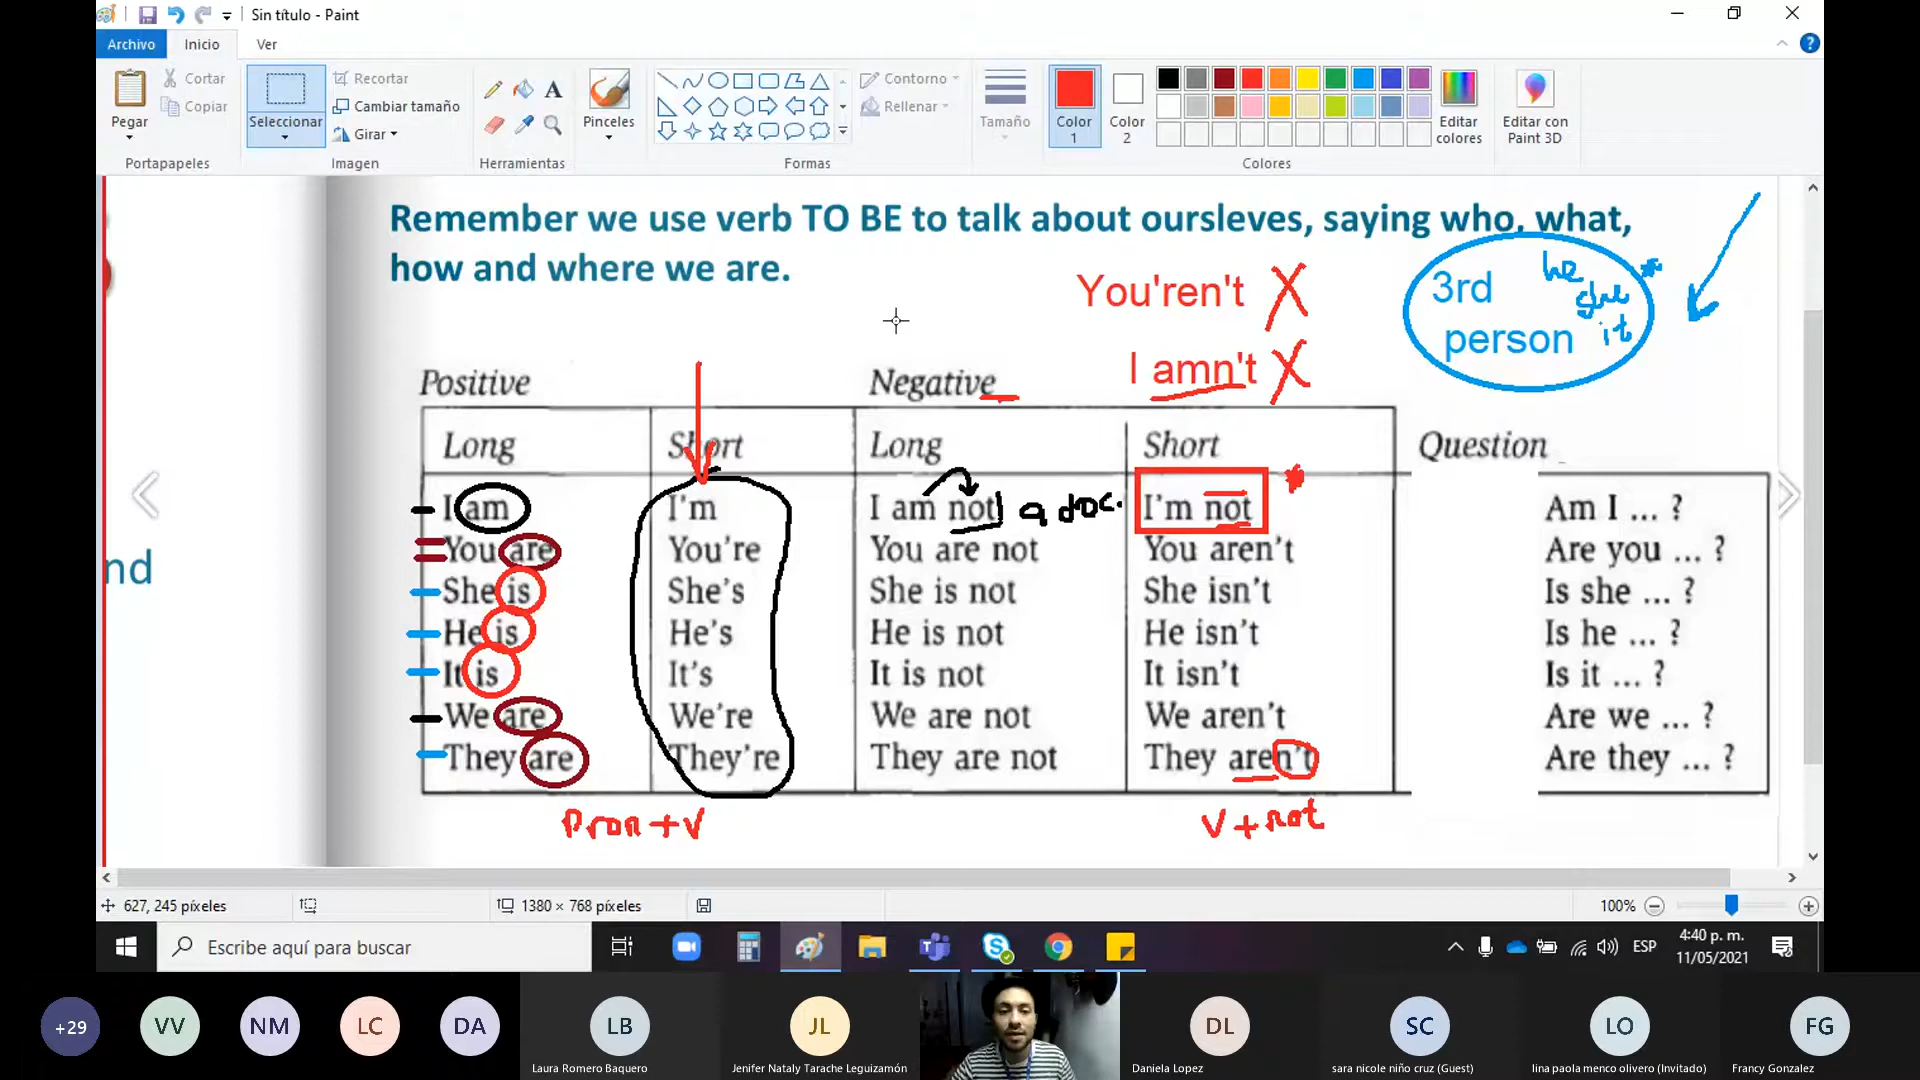 Sin título - Paint
Archivo Inicio Ver
Pegar
Cortar
Copiar
Portapapeles
Seleccionar
Recortar
Cambiar tamaño
Girar
Imagen
A
Herramientas
Pinceles
Contorno
Rellenar
Formas
Tamaño
Color 1
Color 2
Editar colores
Editar con Paint 3D
Colores
Remember we use verb TO BE to talk about oursleves, saying who, what,
how and where we are.
You'ren't X
I amn't X
3rd person
he
she
it
nd
Positive Negative
Long Short Long Short Question
I am I'm I am not a doc. I'm not Am I ... ?
You are You're You are not You aren't Are you ... ?
She is She's She is not She isn't Is she ... ?
He is He's He is not He isn't Is he ... ?
It is It's It is not It isn't Is it ... ?
We are We're We are not We aren't Are we ... ?
They are They're They are not They aren't Are they ... ?
Pron + V V + not
627, 245 píxeles 1380 × 768 píxeles 100%
Escribe aquí para buscar
ESP
4:40 p. m.
11/05/2021
+29 VV NM LC DA LB JL DL SC LO FG
Laura Romero Baquero Jenifer Nataly Tarache Leguizamón Daniela Lopez sara nicole niño cruz (Guest) lina paola menco olivero (Invitado) Francy Gonzalez